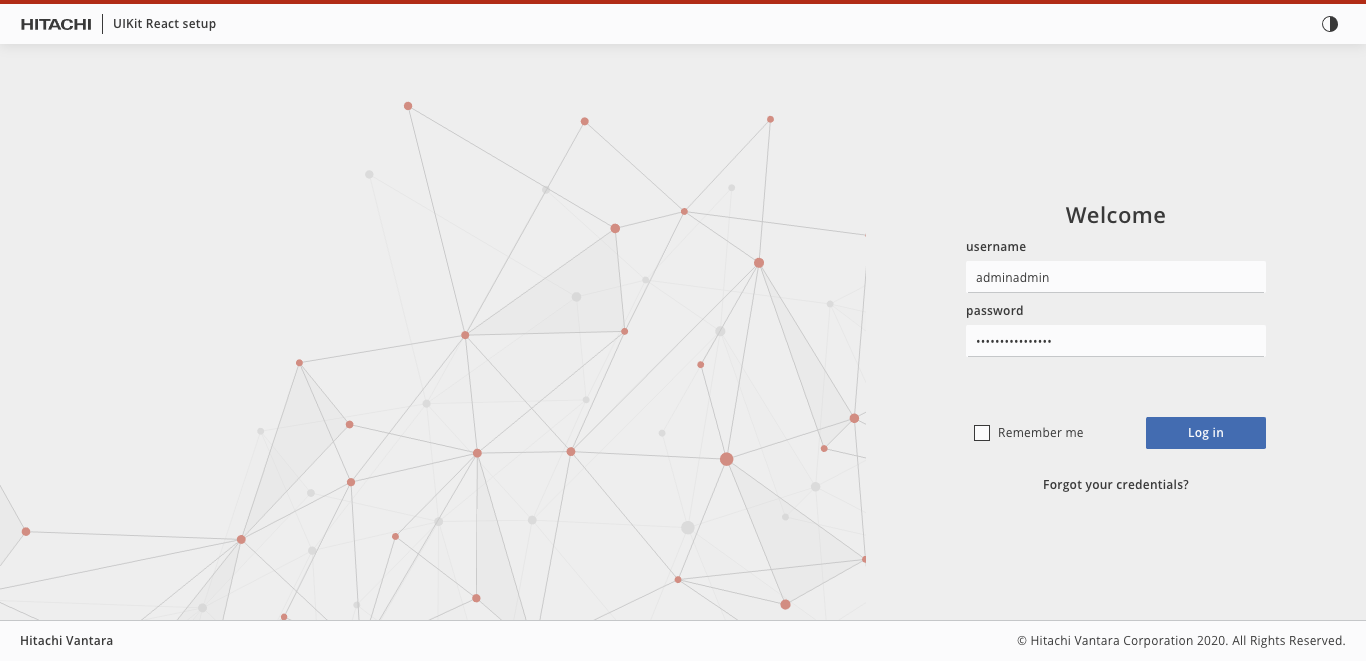 HITACHI UIKit React setup
Welcome
username
adminadmin
password
••••••••••••••••
Remember me
Log in
Forgot your credentials?
Hitachi Vantara
© Hitachi Vantara Corporation 2020. All Rights Reserved.